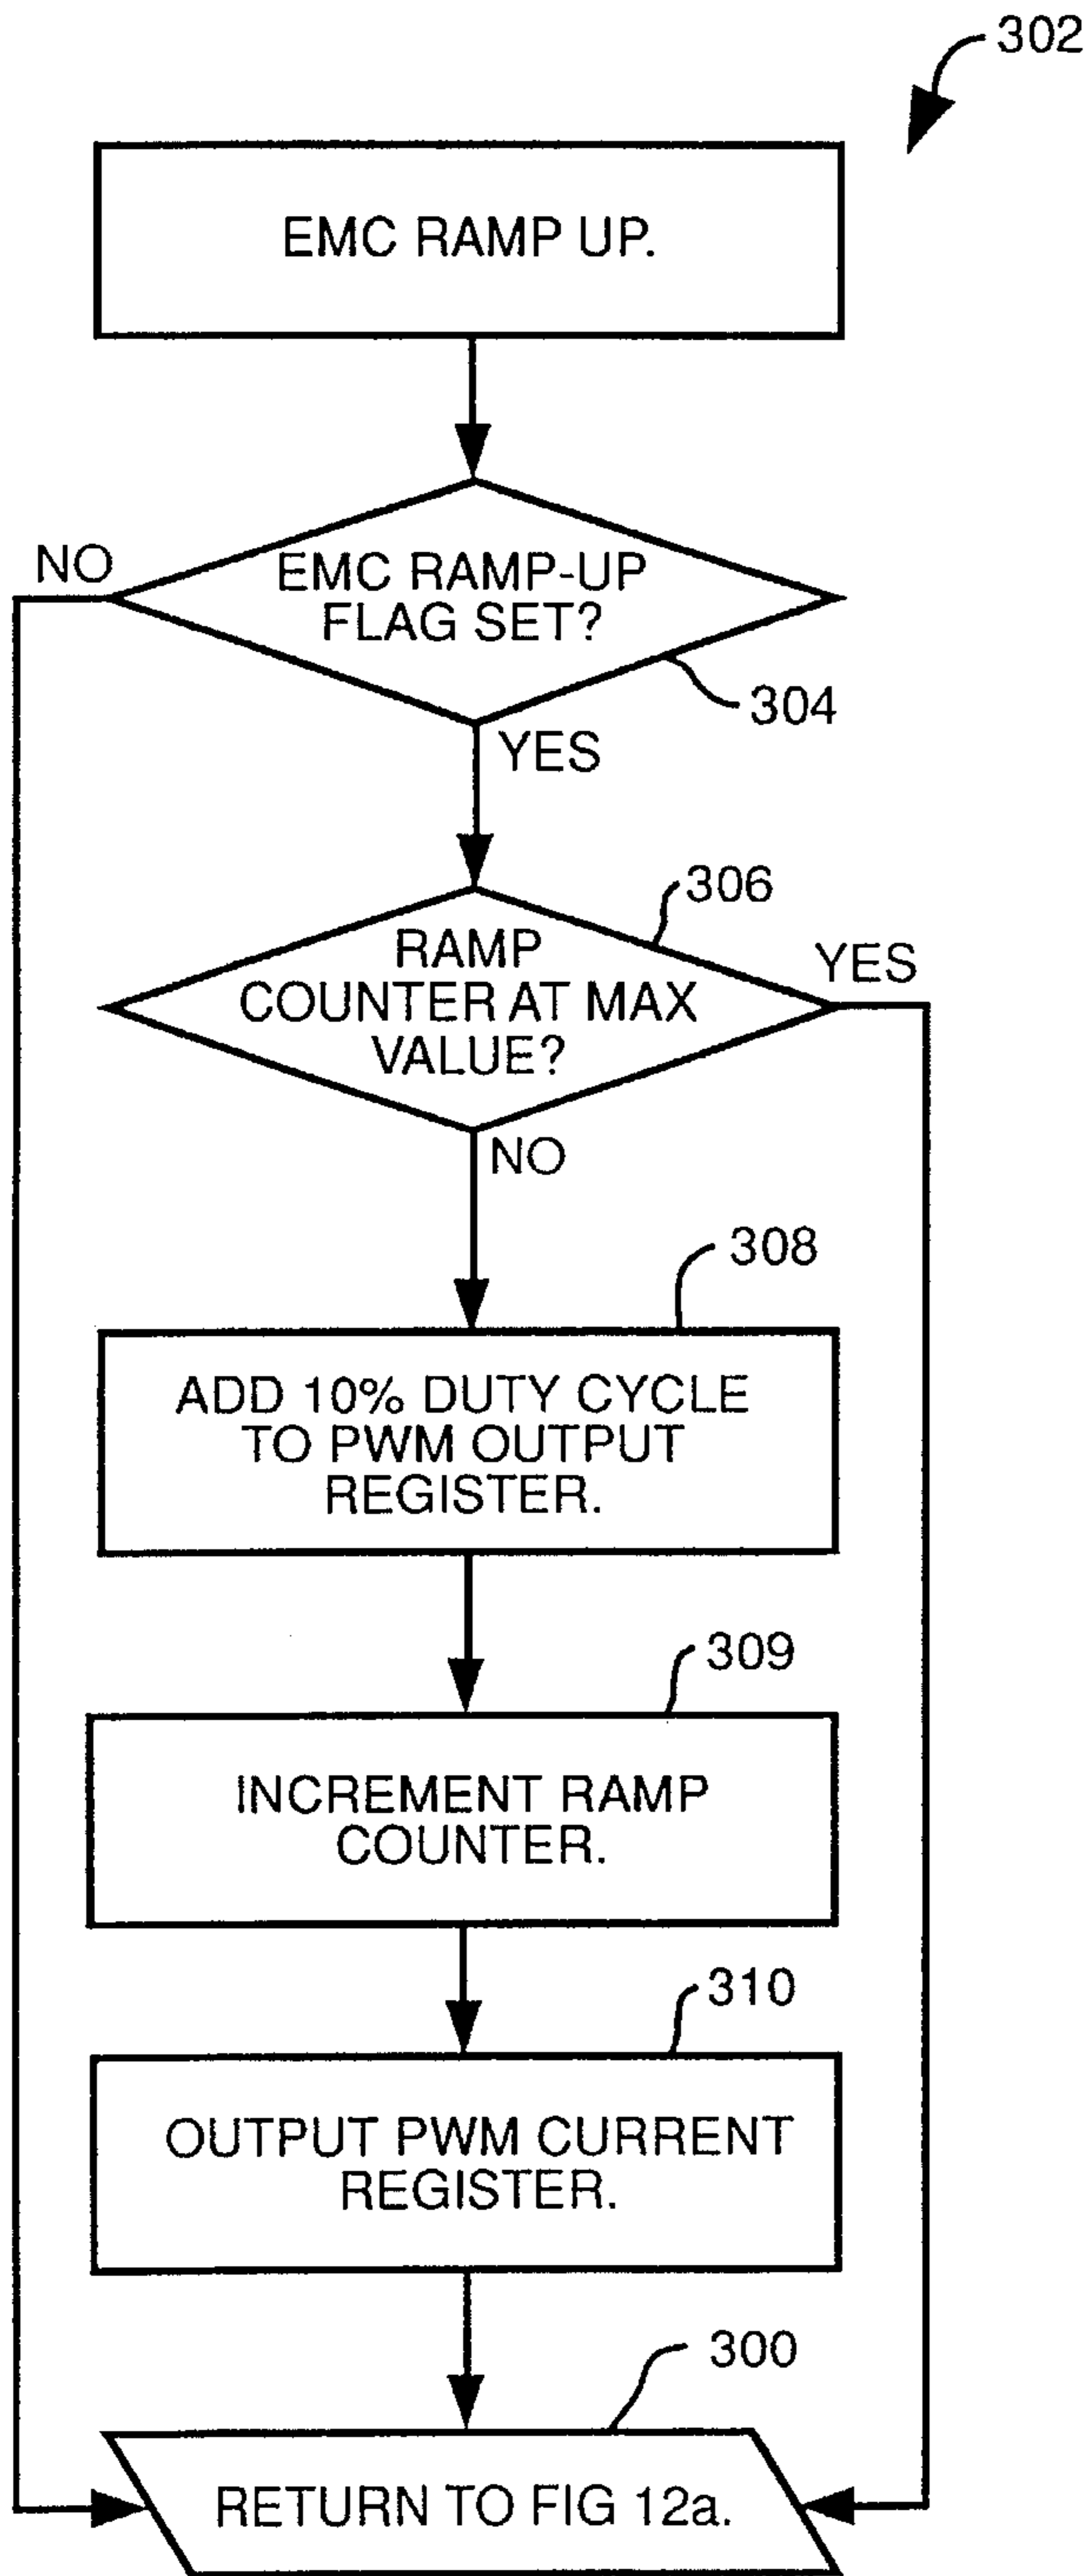 302
EMC RAMP UP.
NO
EMC RAMP-UP
FLAG SET?
304
YES
306
RAMP
COUNTER AT MAX
VALUE?
YES
NO
308
ADD 10% DUTY CYCLE
TO PWM OUTPUT
REGISTER.
309
INCREMENT RAMP
COUNTER.
310
OUTPUT PWM CURRENT
REGISTER.
300
RETURN TO FIG 12a.